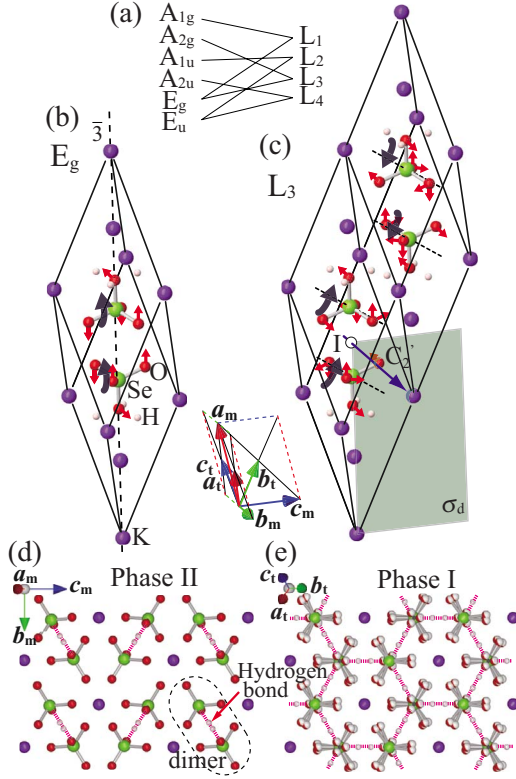 (a)
A1g
A2g
A1u
A2u
Eg
Eu
L1
L2
L3
L4
(b)
3̅
Eg
O
Se
H
K
(c)
L3
I
C2'
σd
am
ct
at
bt
bm
cm
(d)
Phase II
am
cm
bm
Hydrogen
bond
dimer
(e)
Phase I
ct
bt
at